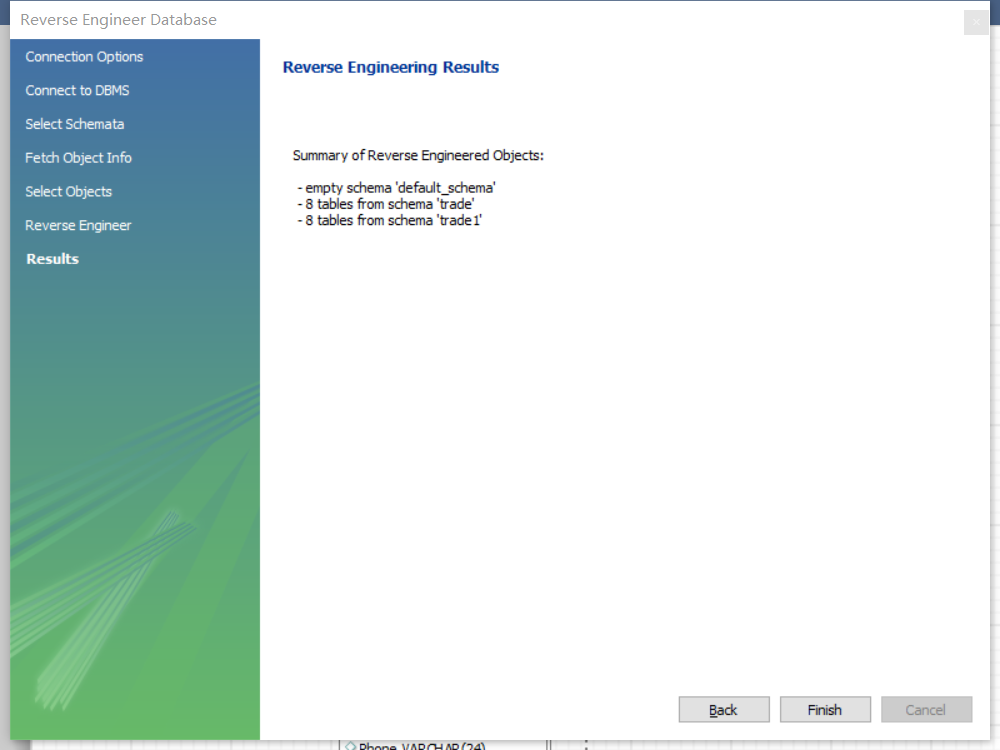 Reverse Engineer Database
Connection Options
Connect to DBMS
Select Schemata
Fetch Object Info
Select Objects
Reverse Engineer
Results
Reverse Engineering Results
Summary of Reverse Engineered Objects:
- empty schema 'default_schema'
- 8 tables from schema 'trade'
- 8 tables from schema 'trade1'
Back
Finish
Cancel
Phone VARCHAR(24)